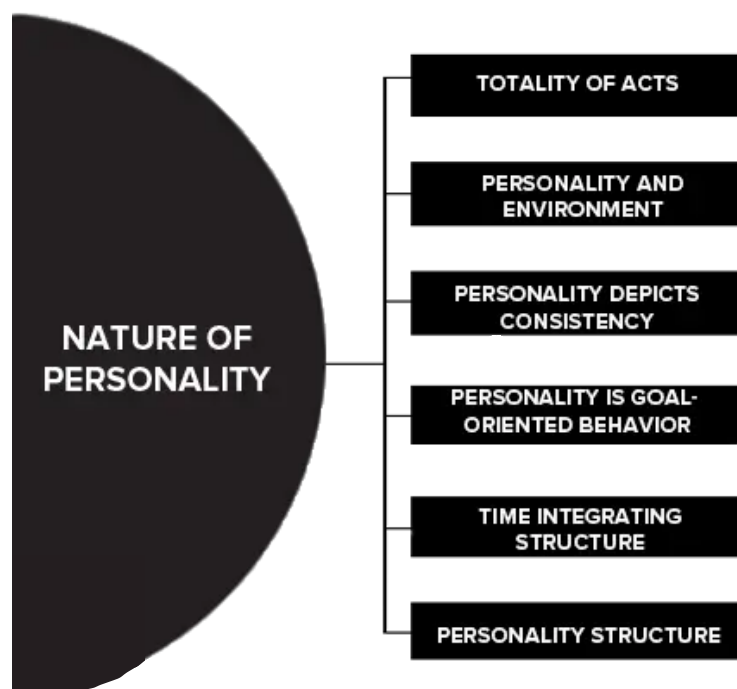 NATURE OF
PERSONALITY
TOTALITY OF ACTS
PERSONALITY AND
ENVIRONMENT
PERSONALITY DEPICTS
CONSISTENCY
PERSONALITY IS GOAL-
ORIENTED BEHAVIOR
TIME INTEGRATING
STRUCTURE
PERSONALITY STRUCTURE